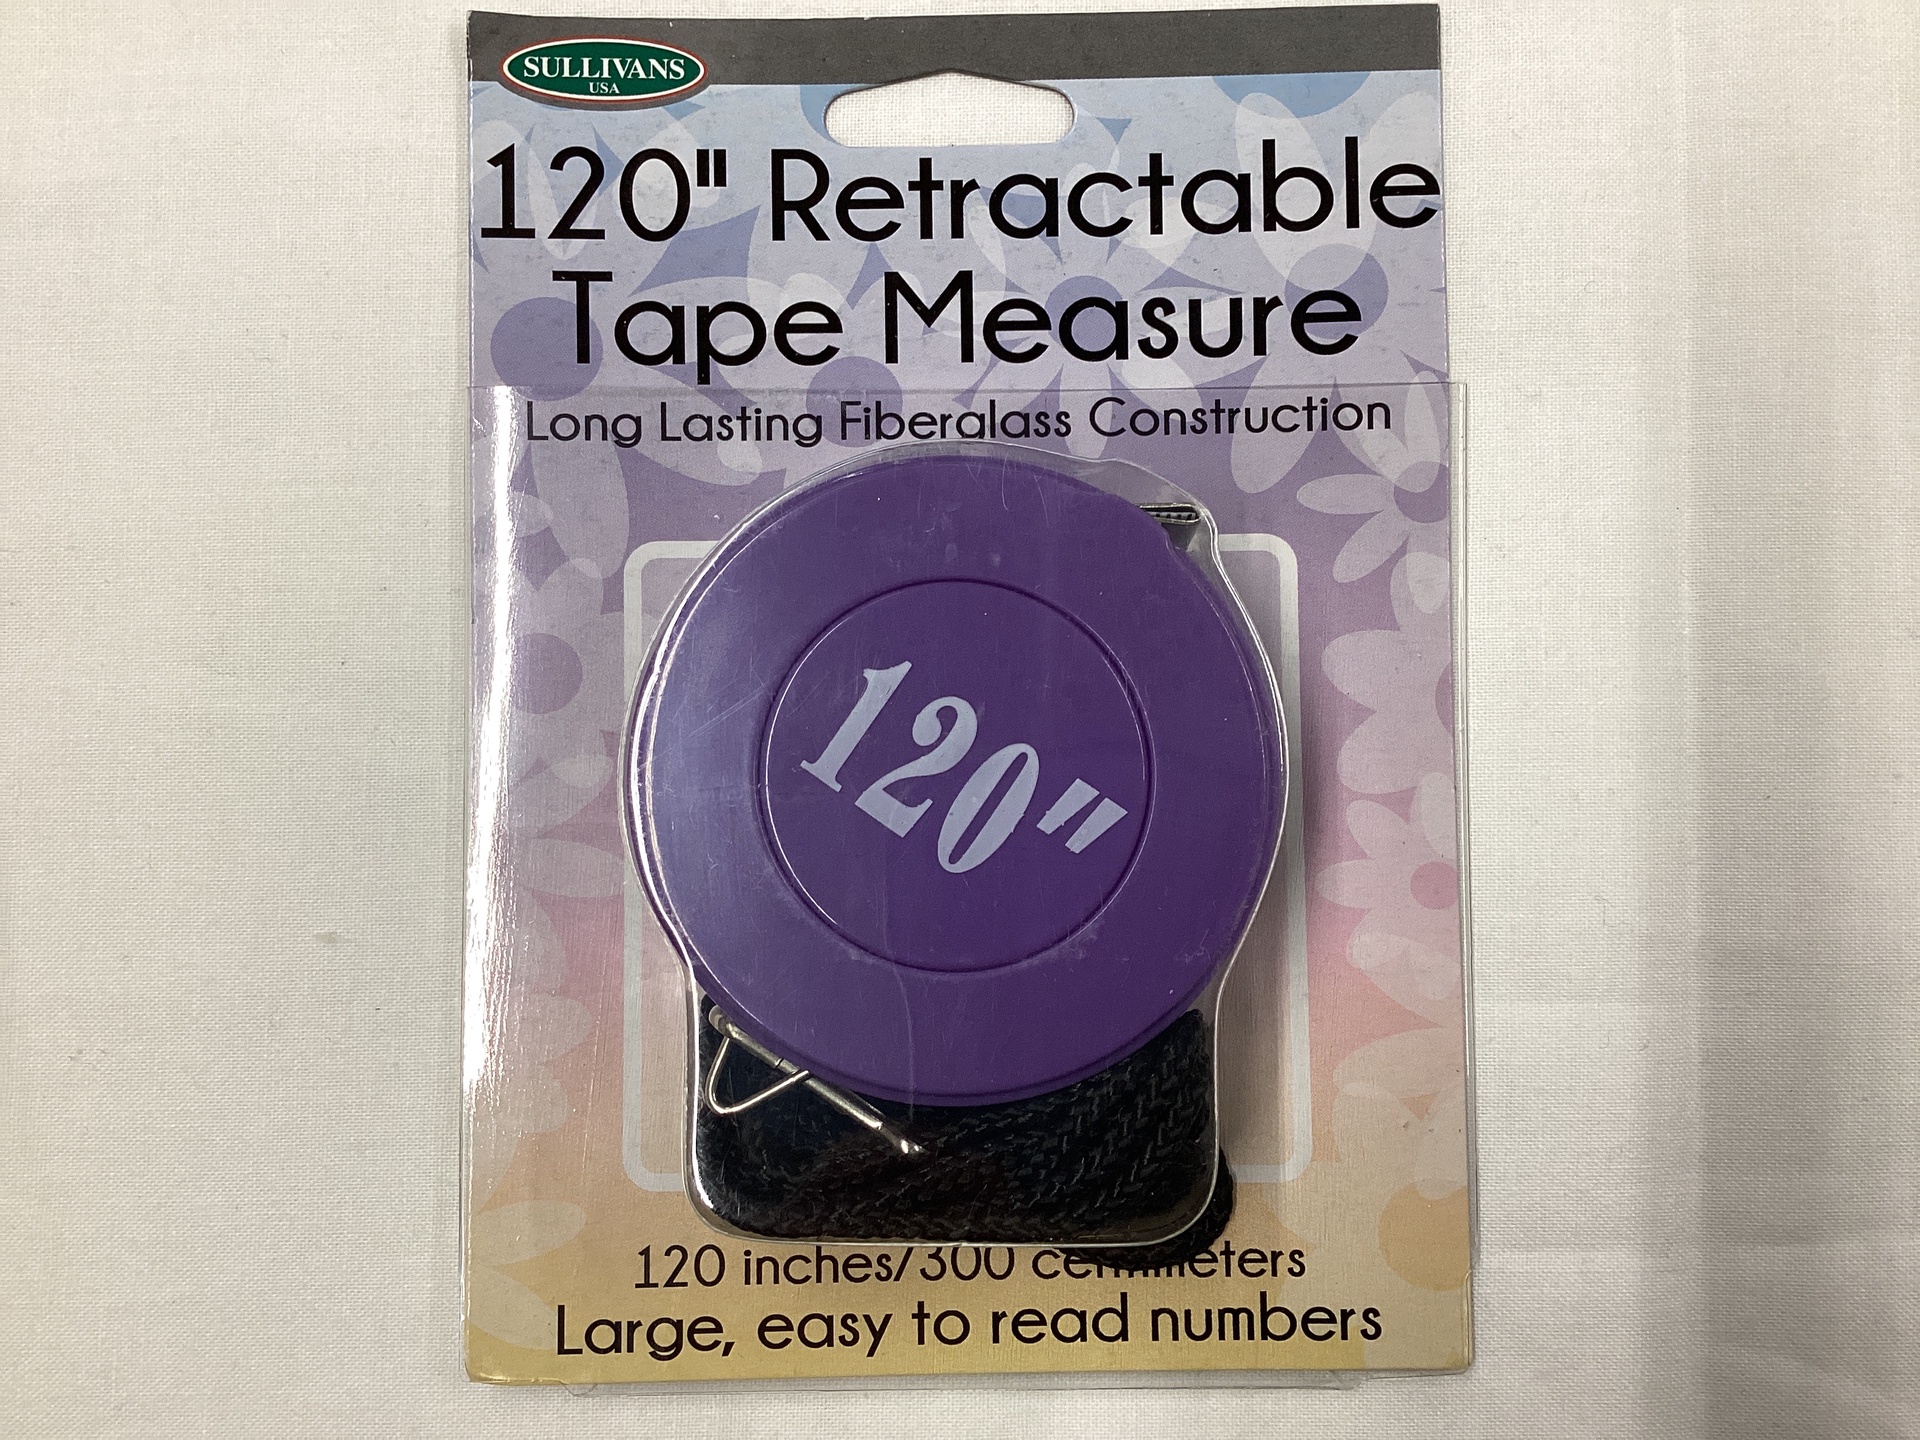 SULLIVANS
USA
120" Retractable
Tape Measure
Long Lasting Fiberglass Construction
120"
120 inches/300 centimeters
Large, easy to read numbers